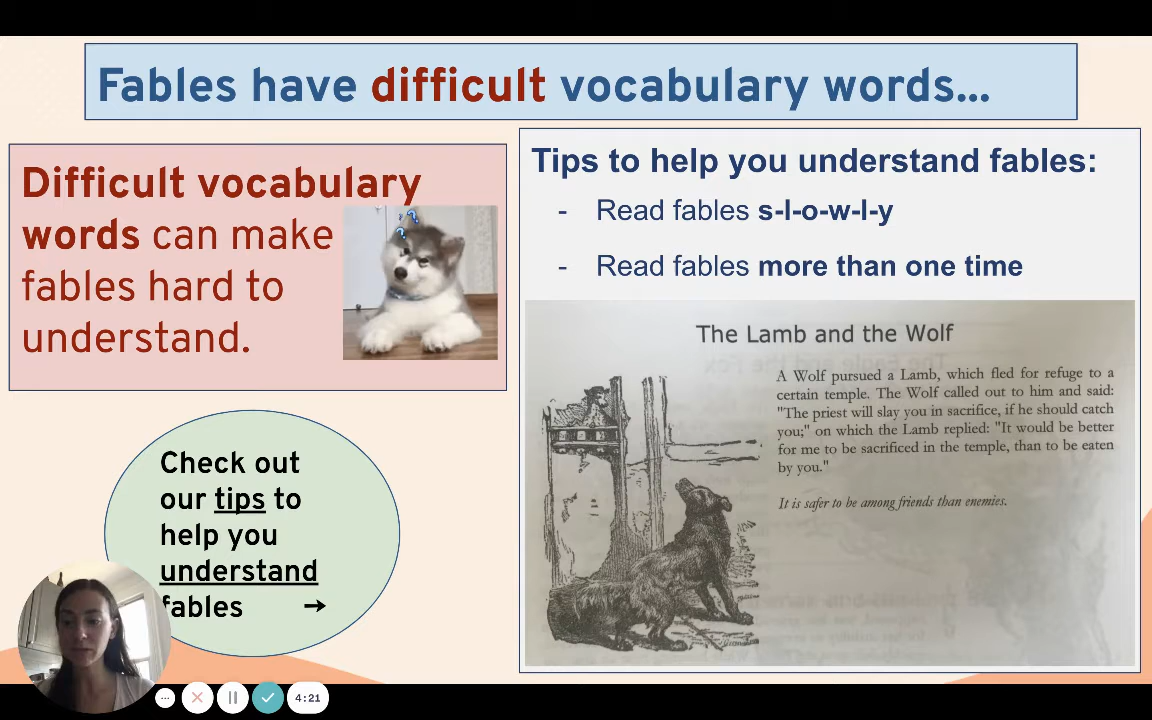 Fables have difficult vocabulary words...
Difficult vocabulary
words can make
fables hard to
understand.
Check out
our tips to
help you
understand
fables →
Tips to help you understand fables:
- Read fables s-l-o-w-l-y
- Read fables more than one time
The Lamb and the Wolf
A Wolf pursued a Lamb, which fled for refuge to a
certain temple. The Wolf called out to him and said:
"The priest will slay you in sacrifice, if he should catch
you;" on which the Lamb replied: "It would be better
for me to be sacrificed in the temple, than to be eaten
by you."
It is safer to be among friends than enemies.
4:21